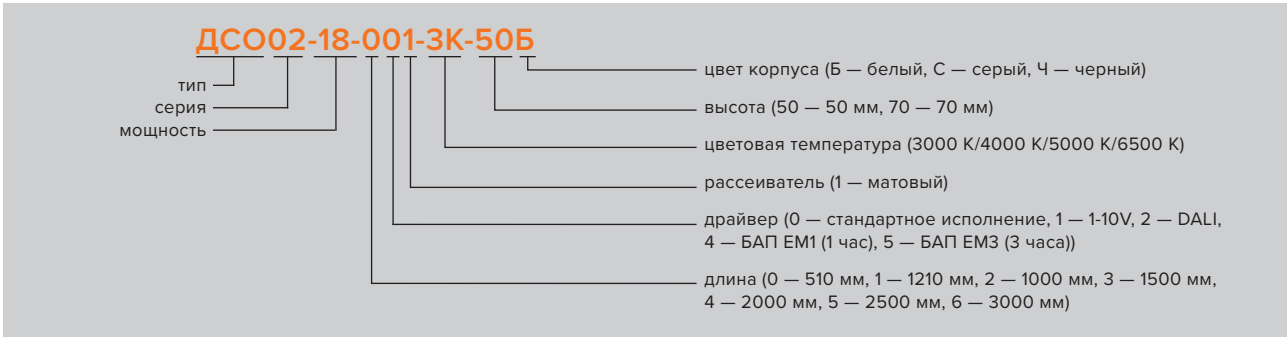 ДСО02-18-001-3К-50Б
тип
серия
мощность
цвет корпуса (Б — белый, С — серый, Ч — черный)
высота (50 — 50 мм, 70 — 70 мм)
цветовая температура (3000 К/4000 К/5000 К/6500 К)
рассеиватель (1 — матовый)
драйвер (0 — стандартное исполнение, 1 — 1-10V, 2 — DALI,
4 — БАП ЕМ1 (1 час), 5 — БАП ЕМ3 (3 часа))
длина (0 — 510 мм, 1 — 1210 мм, 2 — 1000 мм, 3 — 1500 мм,
4 — 2000 мм, 5 — 2500 мм, 6 — 3000 мм)